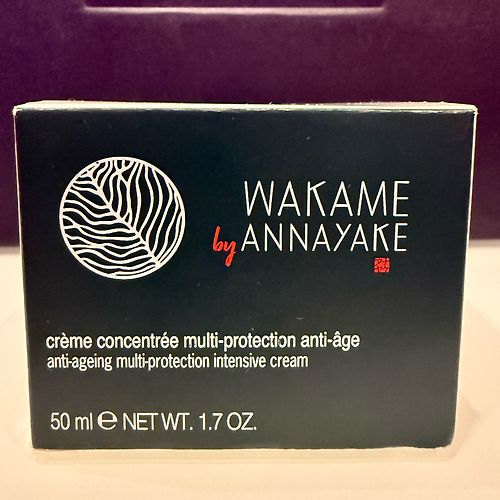 WAKAME
by ANNAYAKE
crème concentrée multi-protection anti-âge
anti-ageing multi-protection intensive cream
50 ml ℮ NET WT. 1.7 OZ.